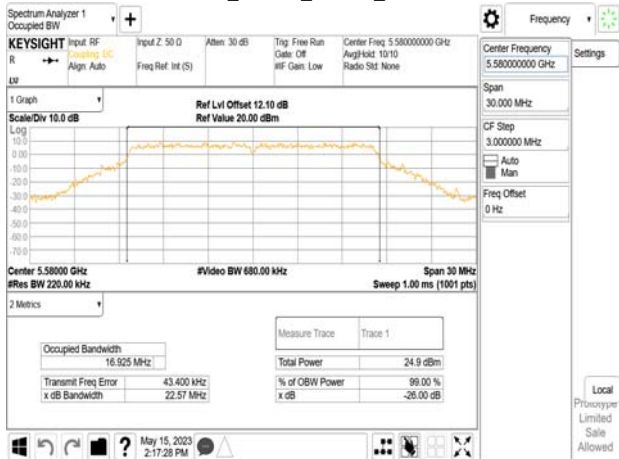 Spectrum Analyzer 1
Occupied BW
+
Frequency
KEYSIGHT
R
LVI
Input: RF
Coupling: DC
Align: Auto
Input Z: 50 Ω
Freq Ref: Int (S)
Atten: 30 dB
Trig: Free Run
Gate: Off
#IF Gain: Low
Center Freq: 5.580000000 GHz
Avg|Hold: 10/10
Radio Std: None
Center Frequency
5.580000000 GHz
Settings
Span
30.000 MHz
CF Step
3.000000 MHz
Auto
Man
Freq Offset
0 Hz
1 Graph
Scale/Div 10.0 dB
Ref Lvl Offset 12.10 dB
Ref Value 20.00 dBm
Log
10.0
0.00
-10.0
-20.0
-30.0
-40.0
-50.0
-60.0
-70.0
Center 5.58000 GHz
#Res BW 220.00 kHz
#Video BW 680.00 kHz
Span 30 MHz
Sweep 1.00 ms (1001 pts)
2 Metrics
Measure Trace
Trace 1
Occupied Bandwidth
16.925 MHz
Total Power
24.9 dBm
Transmit Freq Error
43.400 kHz
% of OBW Power
99.00 %
x dB Bandwidth
22.57 MHz
x dB
-26.00 dB
Local
Prototype
Limited
Sale
Allowed
?
May 15, 2023
2:17:28 PM